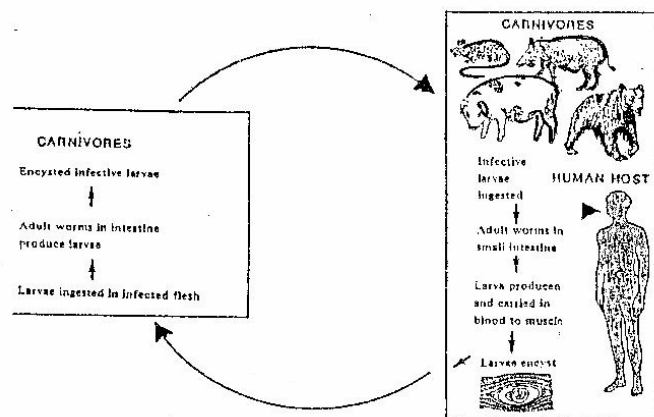 CARNIVORES
Encysted infective larvae
Adult worms in intestine
produce larvae
Larvae ingested in infected flesh
CARNIVORES
Infective
larvae
ingested
HUMAN HOST
Adult worms in
small intestine
Larva produced
and carried in
blood to muscle
Larvae encyst